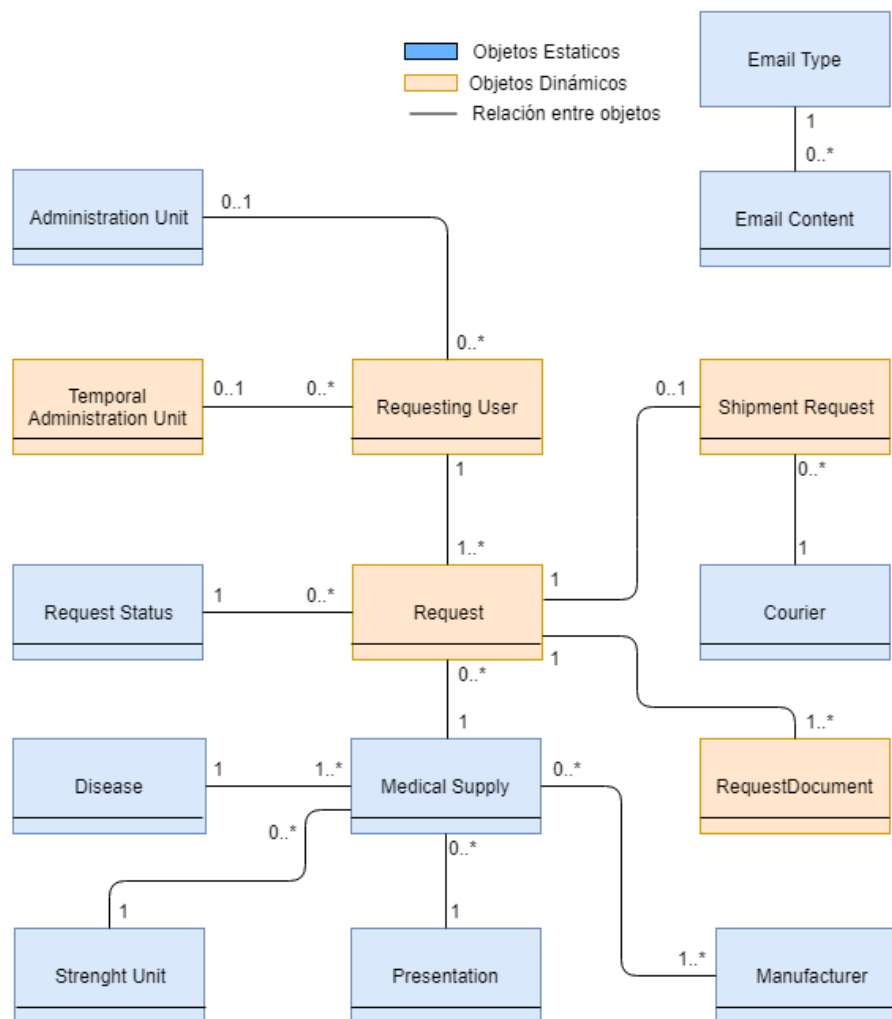 Objetos Estaticos
Objetos Dinámicos
Relación entre objetos
Email Type
1
0..*
Email Content
Administration Unit
0..1
0..*
Temporal
Administration Unit
0..1
0..*
Requesting User
0..1
Shipment Request
1
1..*
0..*
1
Request Status
1
0..*
Request
1
1
Courier
0..*
1
1..*
Disease
1
1..*
Medical Supply
0..*
RequestDocument
0..*
0..*
1
1
1..*
Strenght Unit
Presentation
Manufacturer